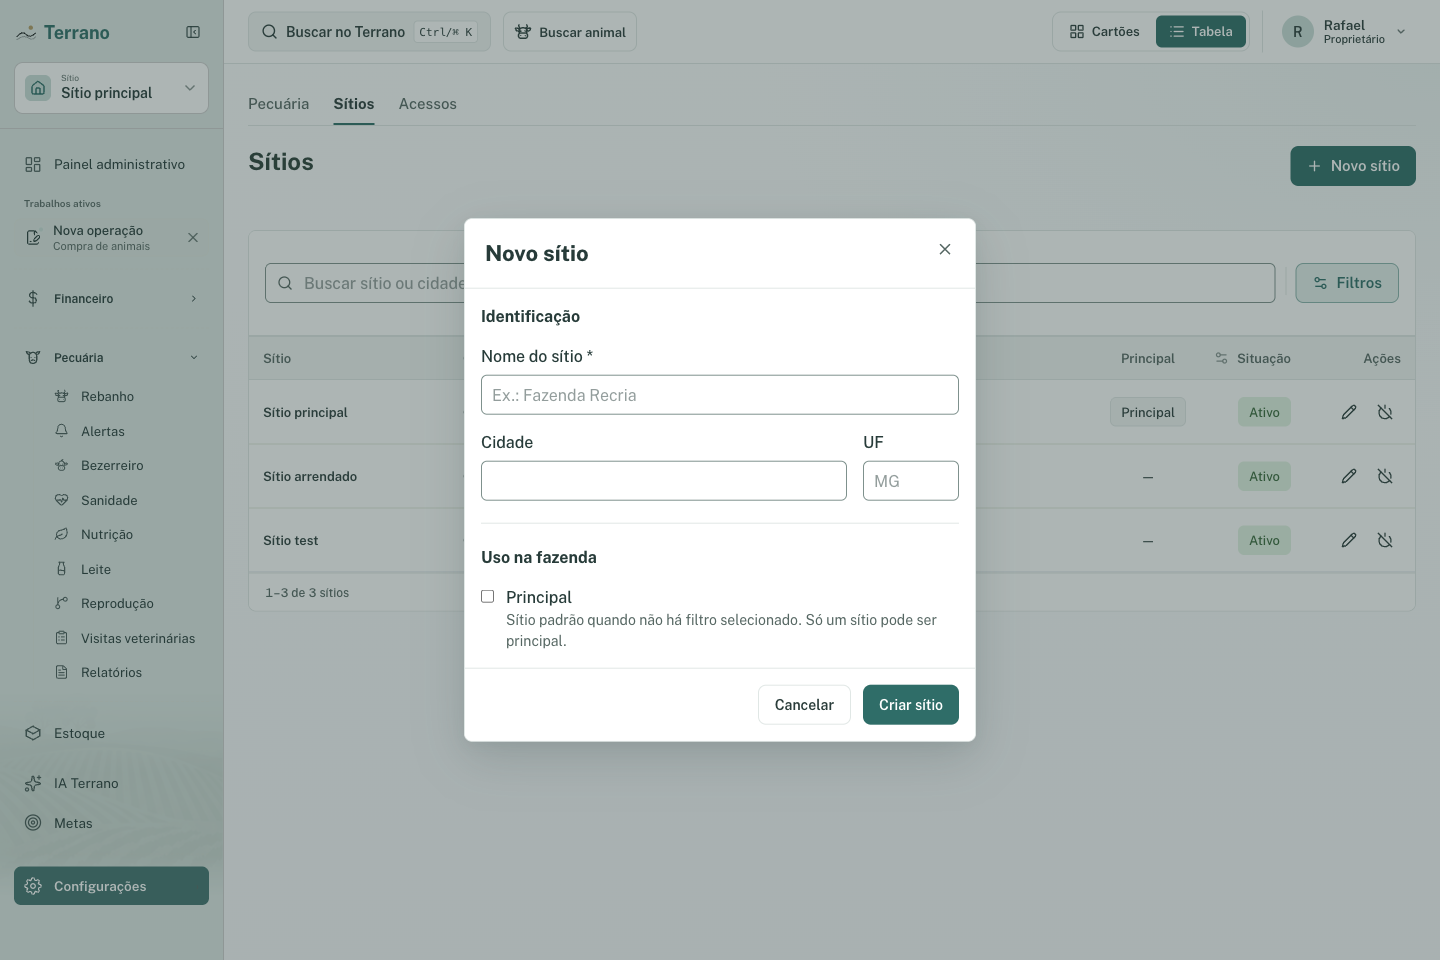 Terrano
Sítio
Sítio principal
Painel administrativo
Trabalhos ativos
Nova operação
Compra de animais
Financeiro
Pecuária
Rebanho
Alertas
Bezerreiro
Sanidade
Nutrição
Leite
Reprodução
Visitas veterinárias
Relatórios
Estoque
IA Terrano
Metas
Configurações
Buscar no Terrano Ctrl/⌘ K
Buscar animal
Cartões
Tabela
R
Rafael
Proprietário
Pecuária Sítios Acessos
Sítios
Novo sítio
Buscar sítio ou cidade
Filtros
Sítio Principal Situação Ações
Sítio principal Principal Ativo
Sítio arrendado — Ativo
Sítio test — Ativo
1–3 de 3 sítios
Novo sítio
Identificação
Nome do sítio *
Ex.: Fazenda Recria
Cidade UF
MG
Uso na fazenda
Principal
Sítio padrão quando não há filtro selecionado. Só um sítio pode ser
principal.
Cancelar Criar sítio